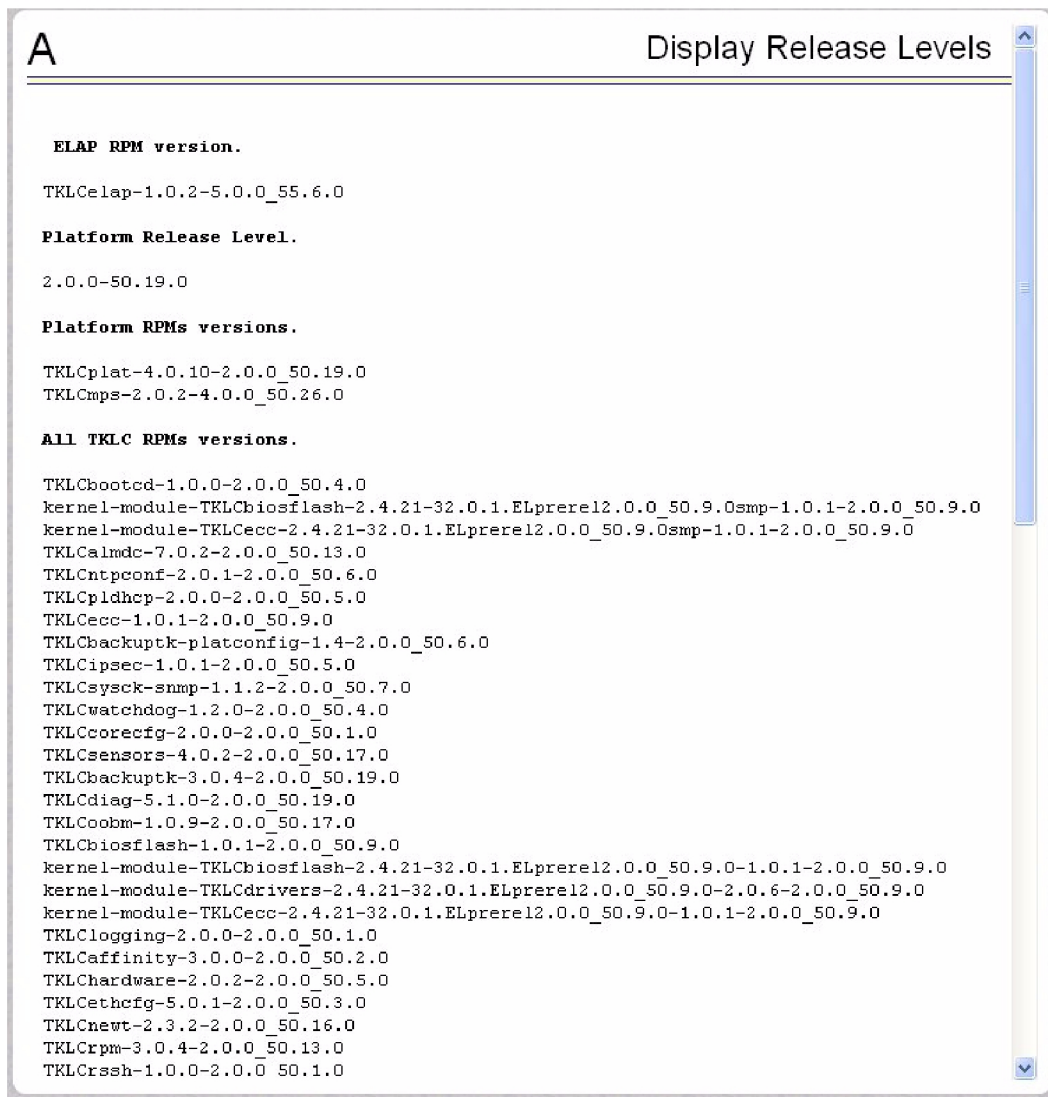 A
Display Release Levels
ELAP RPM version.
TKLCelap-1.0.2-5.0.0_55.6.0
Platform Release Level.
2.0.0-50.19.0
Platform RPMs versions.
TKLCplat-4.0.10-2.0.0_50.19.0
TKLCmps-2.0.2-4.0.0_50.26.0
All TKLC RPMs versions.
TKLCbootcd-1.0.0-2.0.0_50.4.0
kernel-module-TKLCbiosflash-2.4.21-32.0.1.ELprerel2.0.0_50.9.0smp-1.0.1-2.0.0_50.9.0
kernel-module-TKLCecc-2.4.21-32.0.1.ELprerel2.0.0_50.9.0smp-1.0.1-2.0.0_50.9.0
TKLCalmdc-7.0.2-2.0.0_50.13.0
TKLCntpconf-2.0.1-2.0.0_50.6.0
TKLCpldhcp-2.0.0-2.0.0_50.5.0
TKLCecc-1.0.1-2.0.0_50.9.0
TKLCbackuptk-platconfig-1.4-2.0.0_50.6.0
TKLCipsec-1.0.1-2.0.0_50.5.0
TKLCsysck-snmp-1.1.2-2.0.0_50.7.0
TKLCwatchdog-1.2.0-2.0.0_50.4.0
TKLCcorecfg-2.0.0-2.0.0_50.1.0
TKLCsensors-4.0.2-2.0.0_50.17.0
TKLCbackuptk-3.0.4-2.0.0_50.19.0
TKLCdiag-5.1.0-2.0.0_50.19.0
TKLCoobm-1.0.9-2.0.0_50.17.0
TKLCbiosflash-1.0.1-2.0.0_50.9.0
kernel-module-TKLCbiosflash-2.4.21-32.0.1.ELprerel2.0.0_50.9.0-1.0.1-2.0.0_50.9.0
kernel-module-TKLCdrivers-2.4.21-32.0.1.ELprerel2.0.0_50.9.0-2.0.6-2.0.0_50.9.0
kernel-module-TKLCecc-2.4.21-32.0.1.ELprerel2.0.0_50.9.0-1.0.1-2.0.0_50.9.0
TKLClogging-2.0.0-2.0.0_50.1.0
TKLCaffinity-3.0.0-2.0.0_50.2.0
TKLChardware-2.0.2-2.0.0_50.5.0
TKLCethcfg-5.0.1-2.0.0_50.3.0
TKLCnewt-2.3.2-2.0.0_50.16.0
TKLCrpm-3.0.4-2.0.0_50.13.0
TKLCrssh-1.0.0-2.0.0 50.1.0